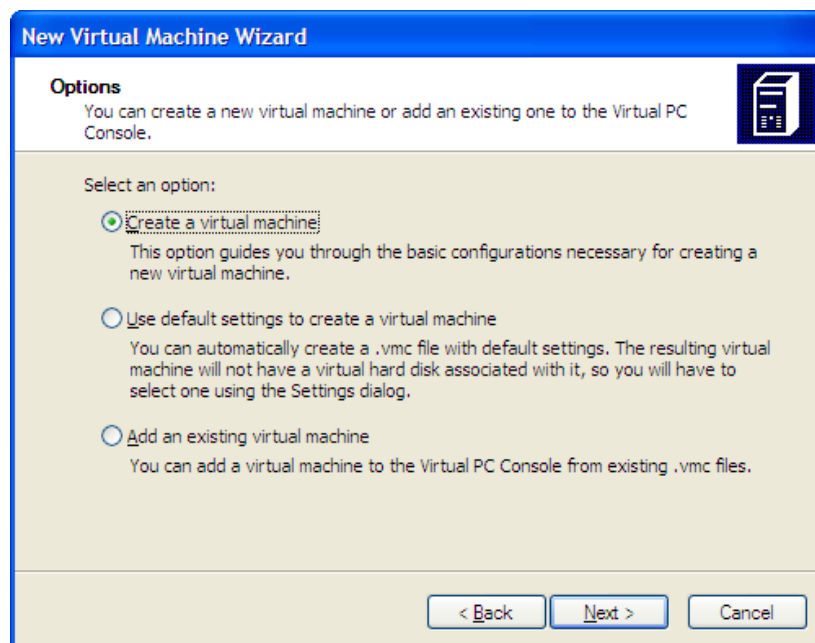 New Virtual Machine Wizard
Options
You can create a new virtual machine or add an existing one to the Virtual PC
Console.
Select an option:
Create a virtual machine
This option guides you through the basic configurations necessary for creating a
new virtual machine.
Use default settings to create a virtual machine
You can automatically create a .vmc file with default settings. The resulting virtual
machine will not have a virtual hard disk associated with it, so you will have to
select one using the Settings dialog.
Add an existing virtual machine
You can add a virtual machine to the Virtual PC Console from existing .vmc files.
< Back Next > Cancel